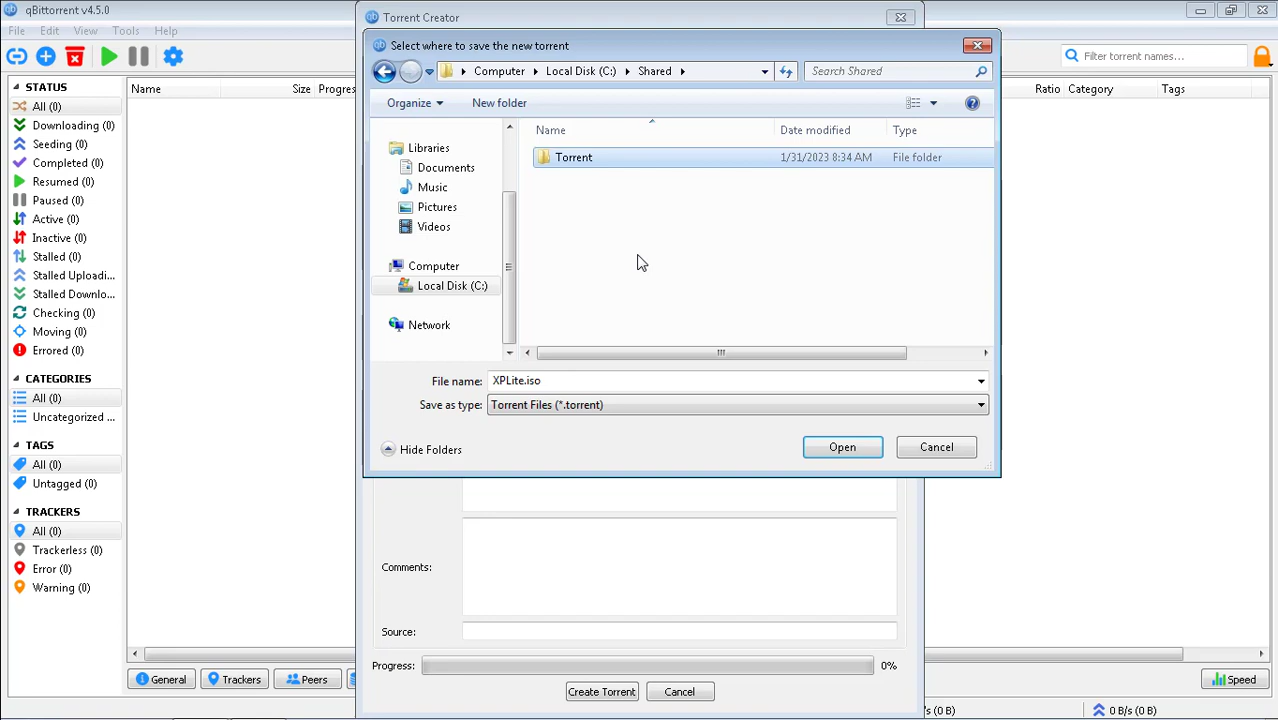 qBittorrent v4.5.0
File Edit View Tools Help
Filter torrent names...
Torrent Creator
Select where to save the new torrent
Computer Local Disk (C:) Shared
Search Shared
Organize New folder
Name Date modified Type
Torrent 1/31/2023 8:34 AM File folder
Libraries
Documents
Music
Pictures
Videos
Computer
Local Disk (C:)
Network
File name: XPLite.iso
Save as type: Torrent Files (*.torrent)
Hide Folders
Open Cancel
STATUS
All (0)
Downloading (0)
Seeding (0)
Completed (0)
Resumed (0)
Paused (0)
Active (0)
Inactive (0)
Stalled (0)
Stalled Uploadi...
Stalled Downlo...
Checking (0)
Moving (0)
Errored (0)
CATEGORIES
All (0)
Uncategorized ...
TAGS
All (0)
Untagged (0)
TRACKERS
All (0)
Trackerless (0)
Error (0)
Warning (0)
Name Size Progres
Ratio Category Tags
Comments:
Source:
Progress: 0%
Create Torrent Cancel
General Trackers Peers
Speed
B/s (0 B) 0 B/s (0 B)